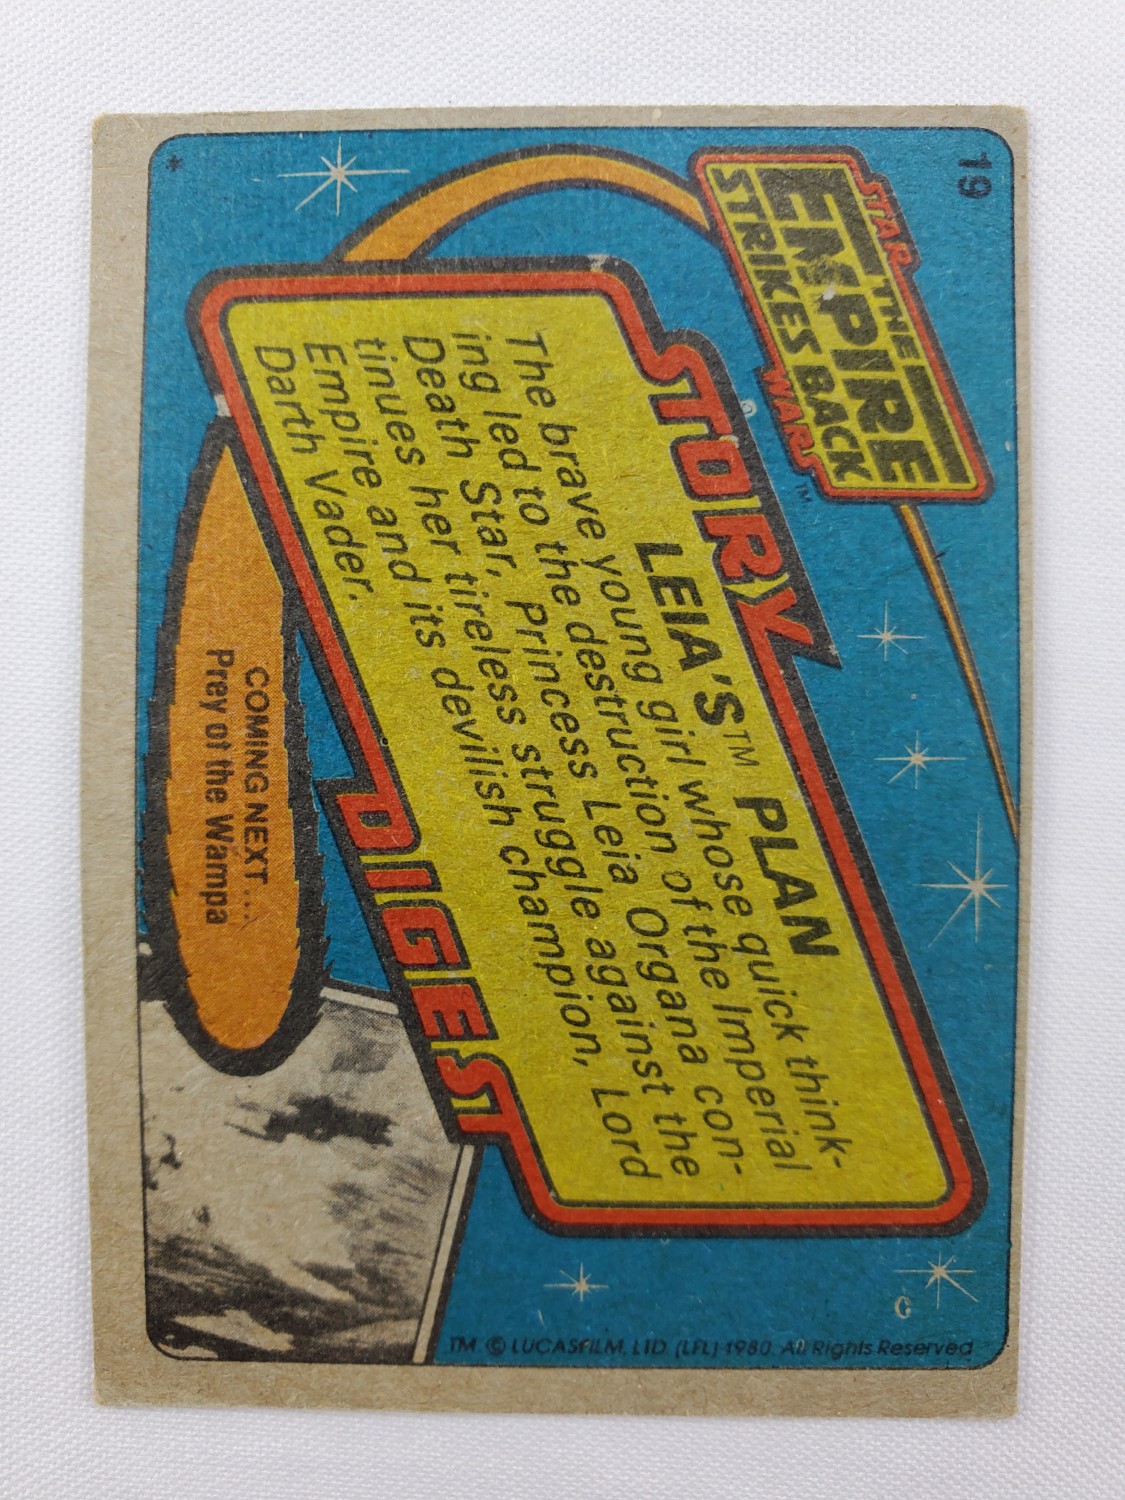 19
STAR
THE
EMPIRE
STRIKES BACK
WARS™
STORY
LEIA'S™ PLAN
The brave young girl whose quick think-
ing led to the destruction of the Imperial
Death Star, Princess Leia Organa con-
tinues her tireless struggle against the
Empire and its devilish champion, Lord
Darth Vader.
DIGEST
COMING NEXT...
Prey of the Wampa
*
TM © LUCASFILM, LTD. (LFL) 1980. All Rights Reserved